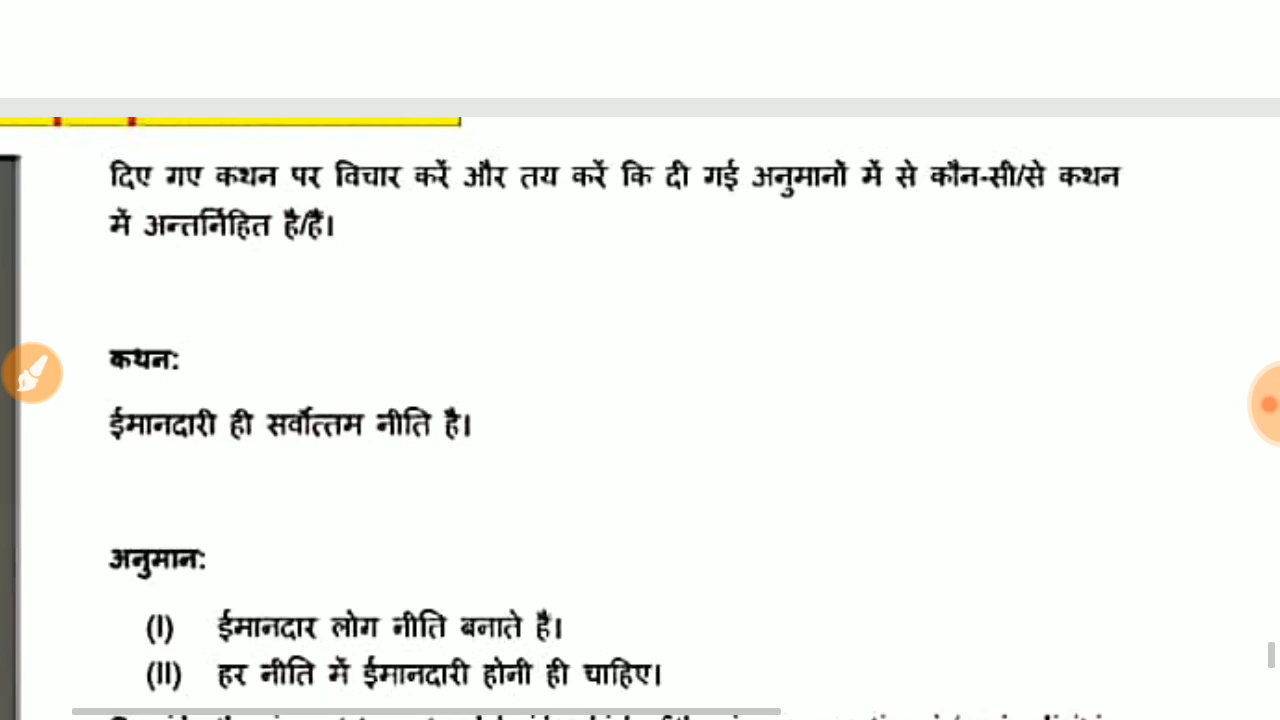 दिए गए कथन पर विचार करें और तय करें कि दी गई अनुमानों में से कौन-सी/से कथन
में अन्तर्निहित है/हैं।
कथन:
ईमानदारी ही सर्वोत्तम नीति है।
अनुमान:
(I) ईमानदार लोग नीति बनाते हैं।
(II) हर नीति में ईमानदारी होनी ही चाहिए।